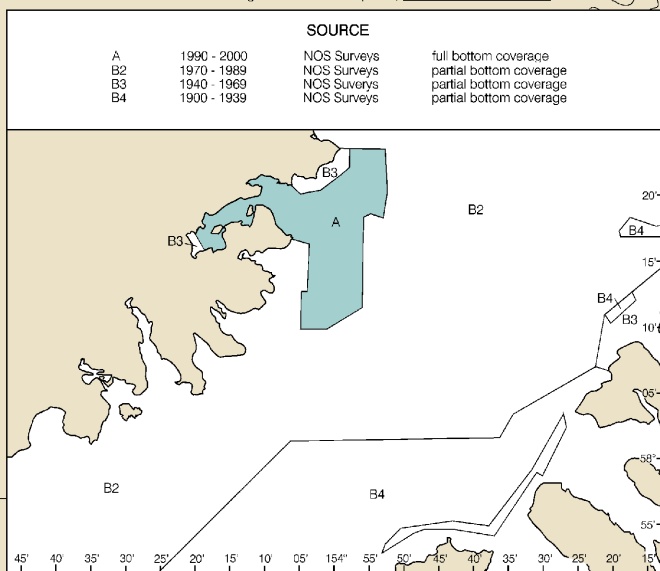 SOURCE
A 1990 - 2000 NOS Surveys full bottom coverage
B2 1970 - 1989 NOS Surveys partial bottom coverage
B3 1940 - 1969 NOS Suverys partial bottom coverage
B4 1900 - 1939 NOS Surveys partial bottom coverage
B3
20'
A
B2
B4
B3
15'
B4
B3
10'
05'
58°
B2
B4
55'
45' 40' 35' 30' 25' 20' 15' 10' 05' 154° 55' 50' 45' 40' 35' 30' 25' 20' 15'